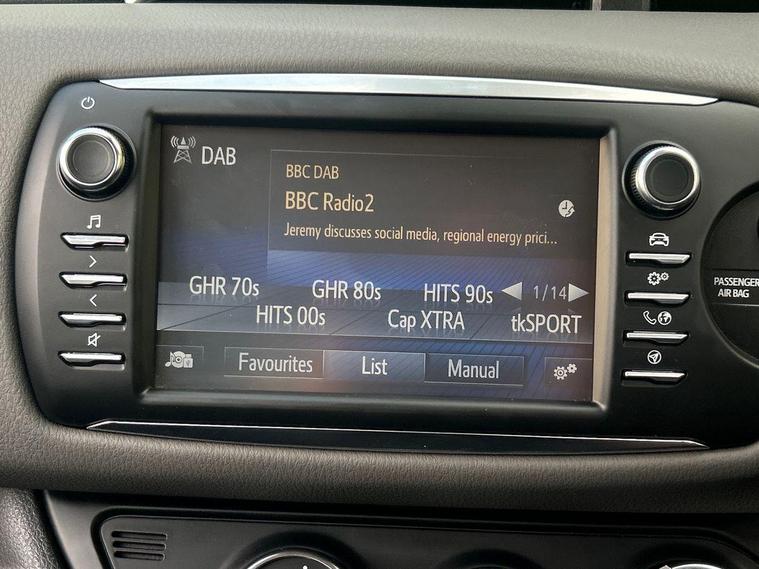 DAB
BBC DAB
BBC Radio2
Jeremy discusses social media, regional energy prici...
GHR 70s GHR 80s HITS 90s 1/14
HITS 00s Cap XTRA tkSPORT
Favourites List Manual
PASSENGER
AIR BAG